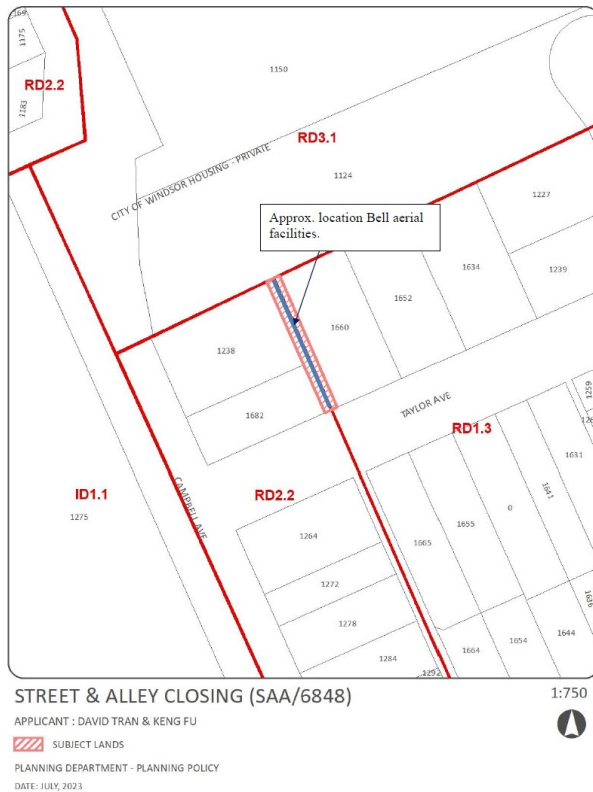 1175
RD2.2
1183
1150
RD3.1
CITY OF WINDSOR HOUSING - PRIVATE
1124
Approx. location Bell aerial
facilities.
1227
1634
1239
1652
1660
1238
1682
TAYLOR AVE
1259
RD1.3
1631
1641
ID1.1
1275
CAMPBELL AVE
RD2.2
0
1655
1665
1264
1272
1278
1284
1292
1664
1654
1644
1636
STREET & ALLEY CLOSING (SAA/6848)
1:750
APPLICANT : DAVID TRAN & KENG FU
SUBJECT LANDS
PLANNING DEPARTMENT - PLANNING POLICY
DATE: JULY, 2023